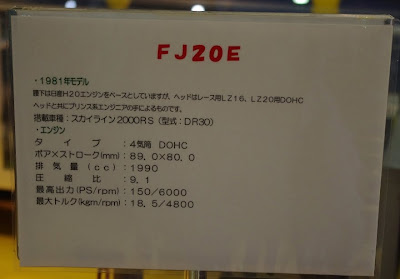 FJ20E
・1981年モデル
腰下は日産H20エンジンをベースとしていますが、ヘッドはレース用LZ16、LZ20用DOHC
ヘッドと共にプリンス系エンジニアの手によるものです。
搭載車種：スカイライン2000RS（型式：DR30）
・エンジン
タイプ：4気筒 DOHC
ボア×ストローク(mm)：89.0×80.0
排気量(cc)：1990
圧縮比：9.1
最高出力(PS/rpm)：150/6000
最大トルク(kgm/rpm)：18.5/4800